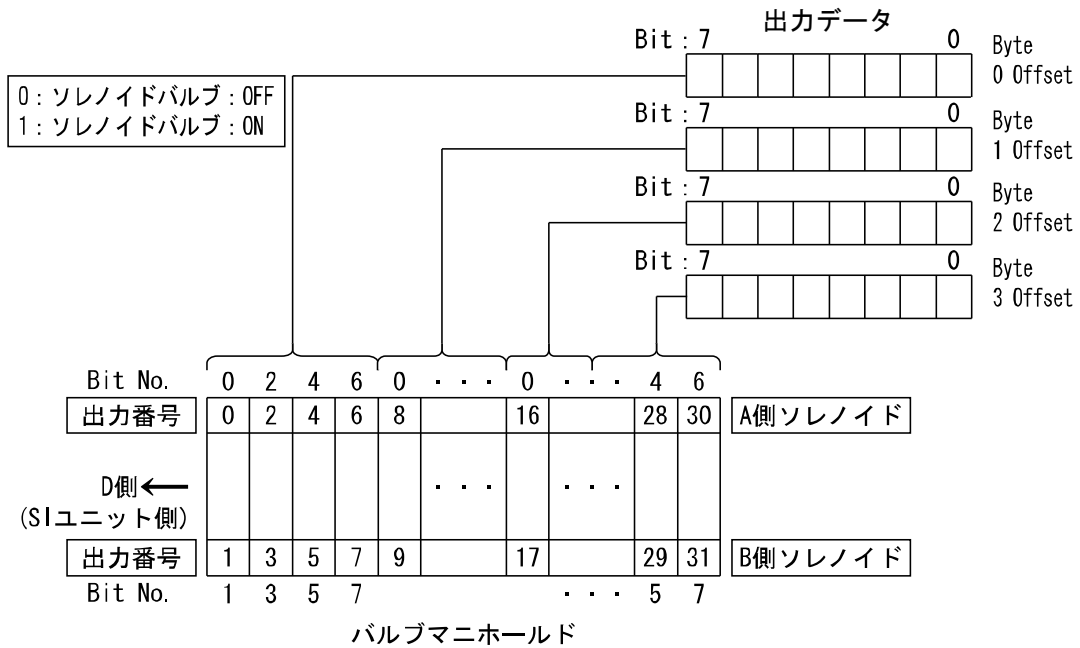 出力データ
Bit : 7 0 Byte 0 Offset
0 : ソレノイドバルブ : OFF
1 : ソレノイドバルブ : ON
Bit : 7 0 Byte 1 Offset
Bit : 7 0 Byte 2 Offset
Bit : 7 0 Byte 3 Offset
Bit No. 0 2 4 6 0 ・・・ 0 ・・・ 4 6
出力番号 0 2 4 6 8 16 28 30 A側ソレノイド
D側← ・・・ ・・・
(SIユニット側)
出力番号 1 3 5 7 9 17 29 31 B側ソレノイド
Bit No. 1 3 5 7 ・・・ 5 7
バルブマニホールド